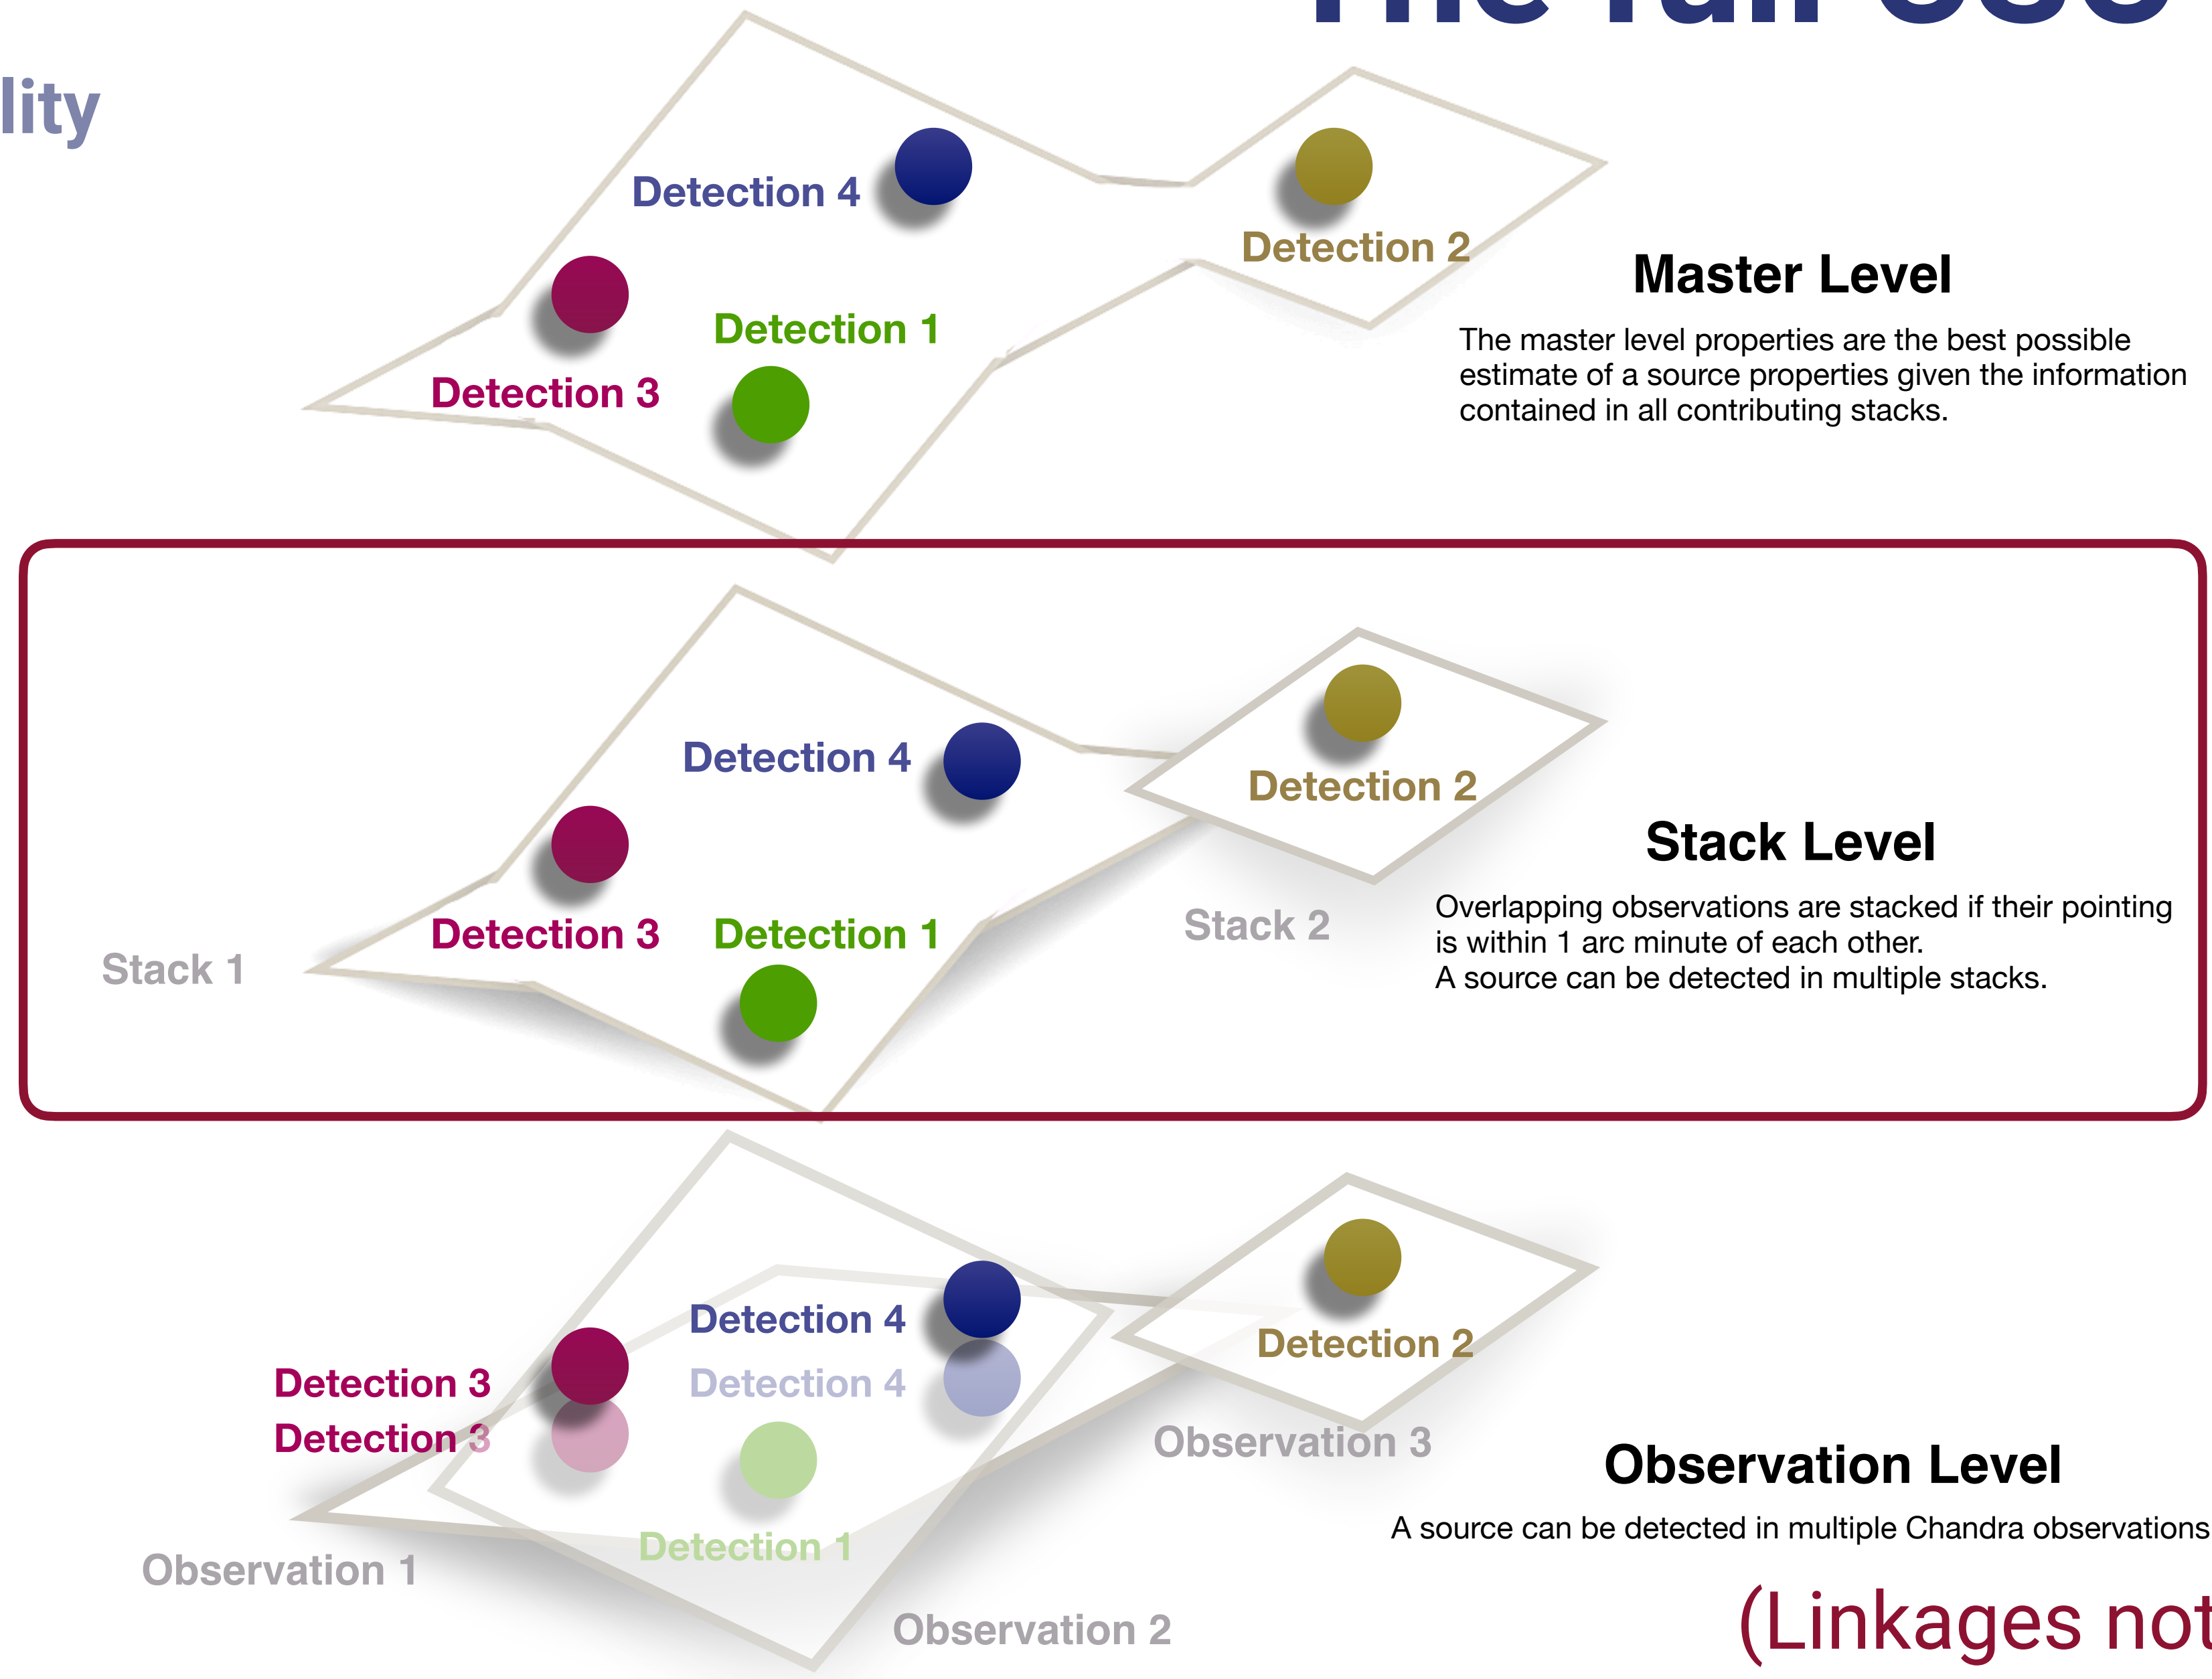 The full CSC
lity
Detection 4
Detection 2
Detection 1
Detection 3
Master Level
The master level properties are the best possible
estimate of a source properties given the information
contained in all contributing stacks.
Detection 4
Detection 2
Detection 3
Detection 1
Stack 1
Stack 2
Stack Level
Overlapping observations are stacked if their pointing
is within 1 arc minute of each other.
A source can be detected in multiple stacks.
Detection 4
Detection 2
Detection 3
Detection 4
Detection 3
Detection 1
Observation 3
Observation 1
Observation 2
Observation Level
A source can be detected in multiple Chandra observations
(Linkages not